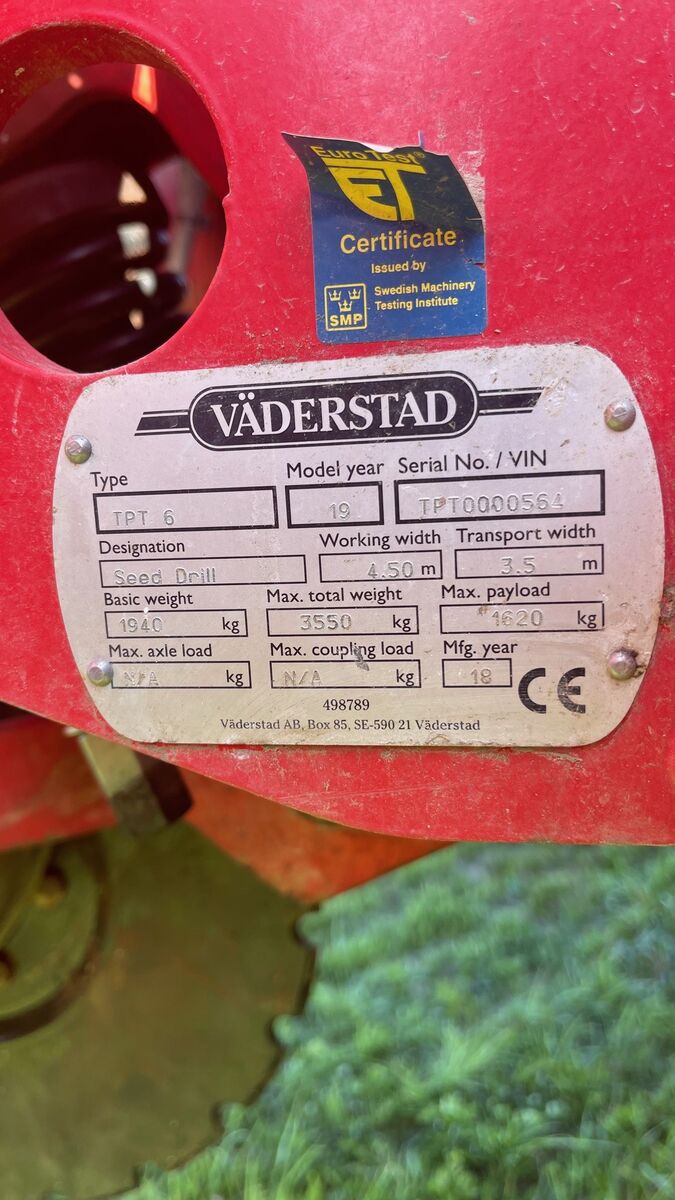 Euro Test®
ET
Certificate
Issued by
SMP
Swedish Machinery
Testing Institute
VÄDERSTAD
Type Model year Serial No. / VIN
TPT 6 19 TPT0000564
Designation Working width Transport width
Seed Drill 4.50 m 3.5 m
Basic weight Max. total weight Max. payload
1940 kg 3550 kg 1620 kg
Max. axle load Max. coupling load Mfg. year
N/A kg N/A kg 18 CE
498789
Väderstad AB, Box 85, SE-590 21 Väderstad